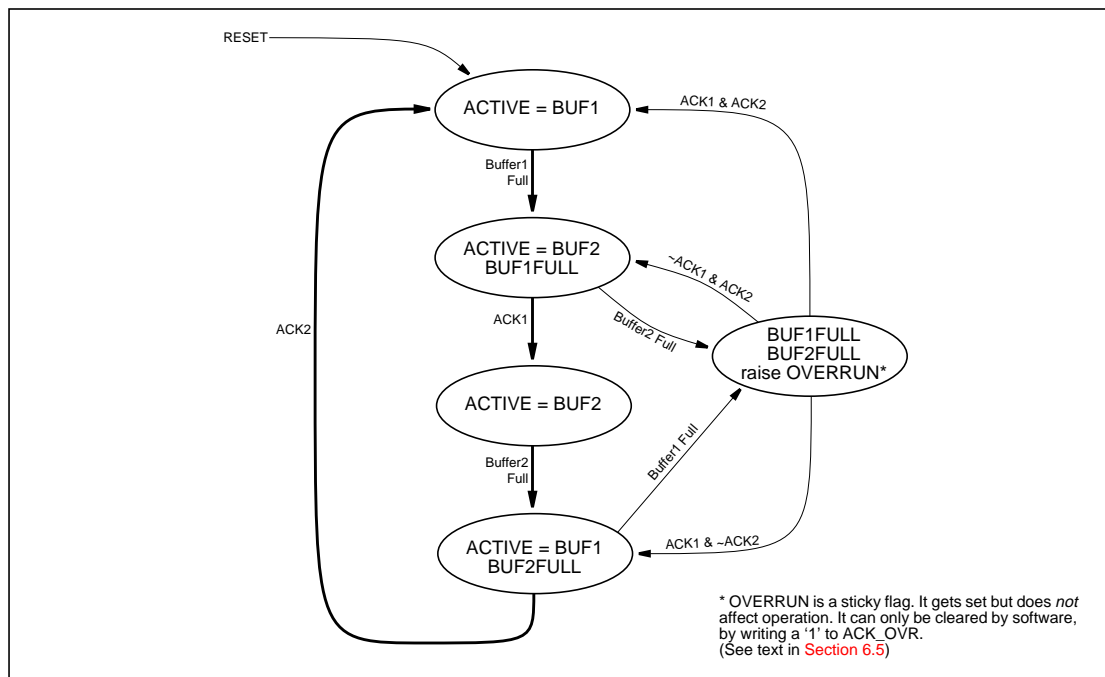 RESET
ACTIVE = BUF1
ACK1 & ACK2
Buffer1
Full
ACTIVE = BUF2
BUF1FULL
~ACK1 & ACK2
Buffer2 Full
ACK2
ACK1
BUF1FULL
BUF2FULL
raise OVERRUN*
ACTIVE = BUF2
Buffer2
Full
Buffer1 Full
ACTIVE = BUF1
BUF2FULL
ACK1 & ~ACK2
* OVERRUN is a sticky flag. It gets set but does not
affect operation. It can only be cleared by software,
by writing a ‘1’ to ACK_OVR.
(See text in Section 6.5)